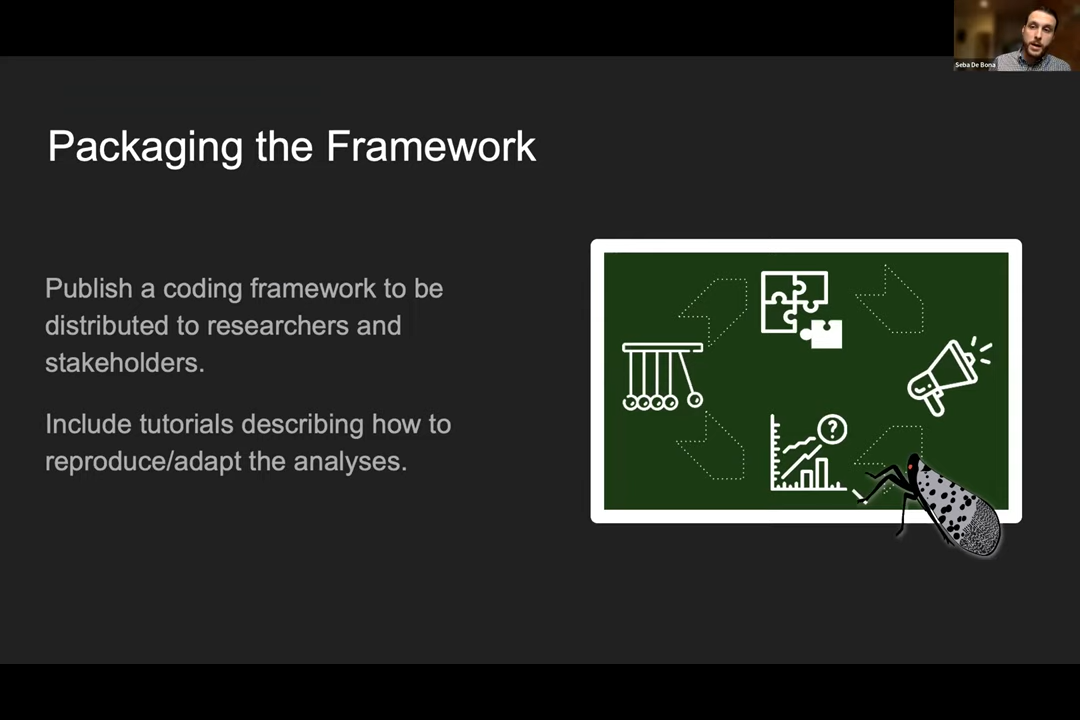 Seba De Bona
Packaging the Framework
Publish a coding framework to be
distributed to researchers and
stakeholders.
Include tutorials describing how to
reproduce/adapt the analyses.
?